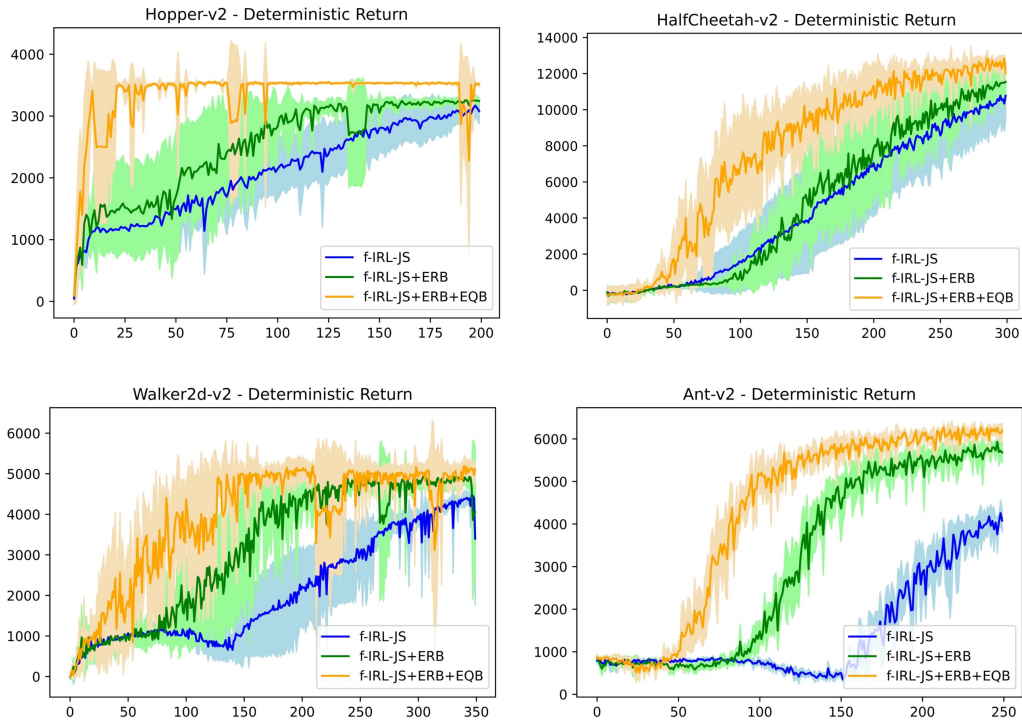 Hopper-v2 - Deterministic Return
4000
3000
2000
1000
0
0 25 50 75 100 125 150 175 200
f-IRL-JS
f-IRL-JS+ERB
f-IRL-JS+ERB+EQB
HalfCheetah-v2 - Deterministic Return
14000
12000
10000
8000
6000
4000
2000
0
0 50 100 150 200 250 300
f-IRL-JS
f-IRL-JS+ERB
f-IRL-JS+ERB+EQB
Walker2d-v2 - Deterministic Return
6000
5000
4000
3000
2000
1000
0
0 50 100 150 200 250 300 350
f-IRL-JS
f-IRL-JS+ERB
f-IRL-JS+ERB+EQB
Ant-v2 - Deterministic Return
6000
5000
4000
3000
2000
1000
0
0 50 100 150 200 250
f-IRL-JS
f-IRL-JS+ERB
f-IRL-JS+ERB+EQB